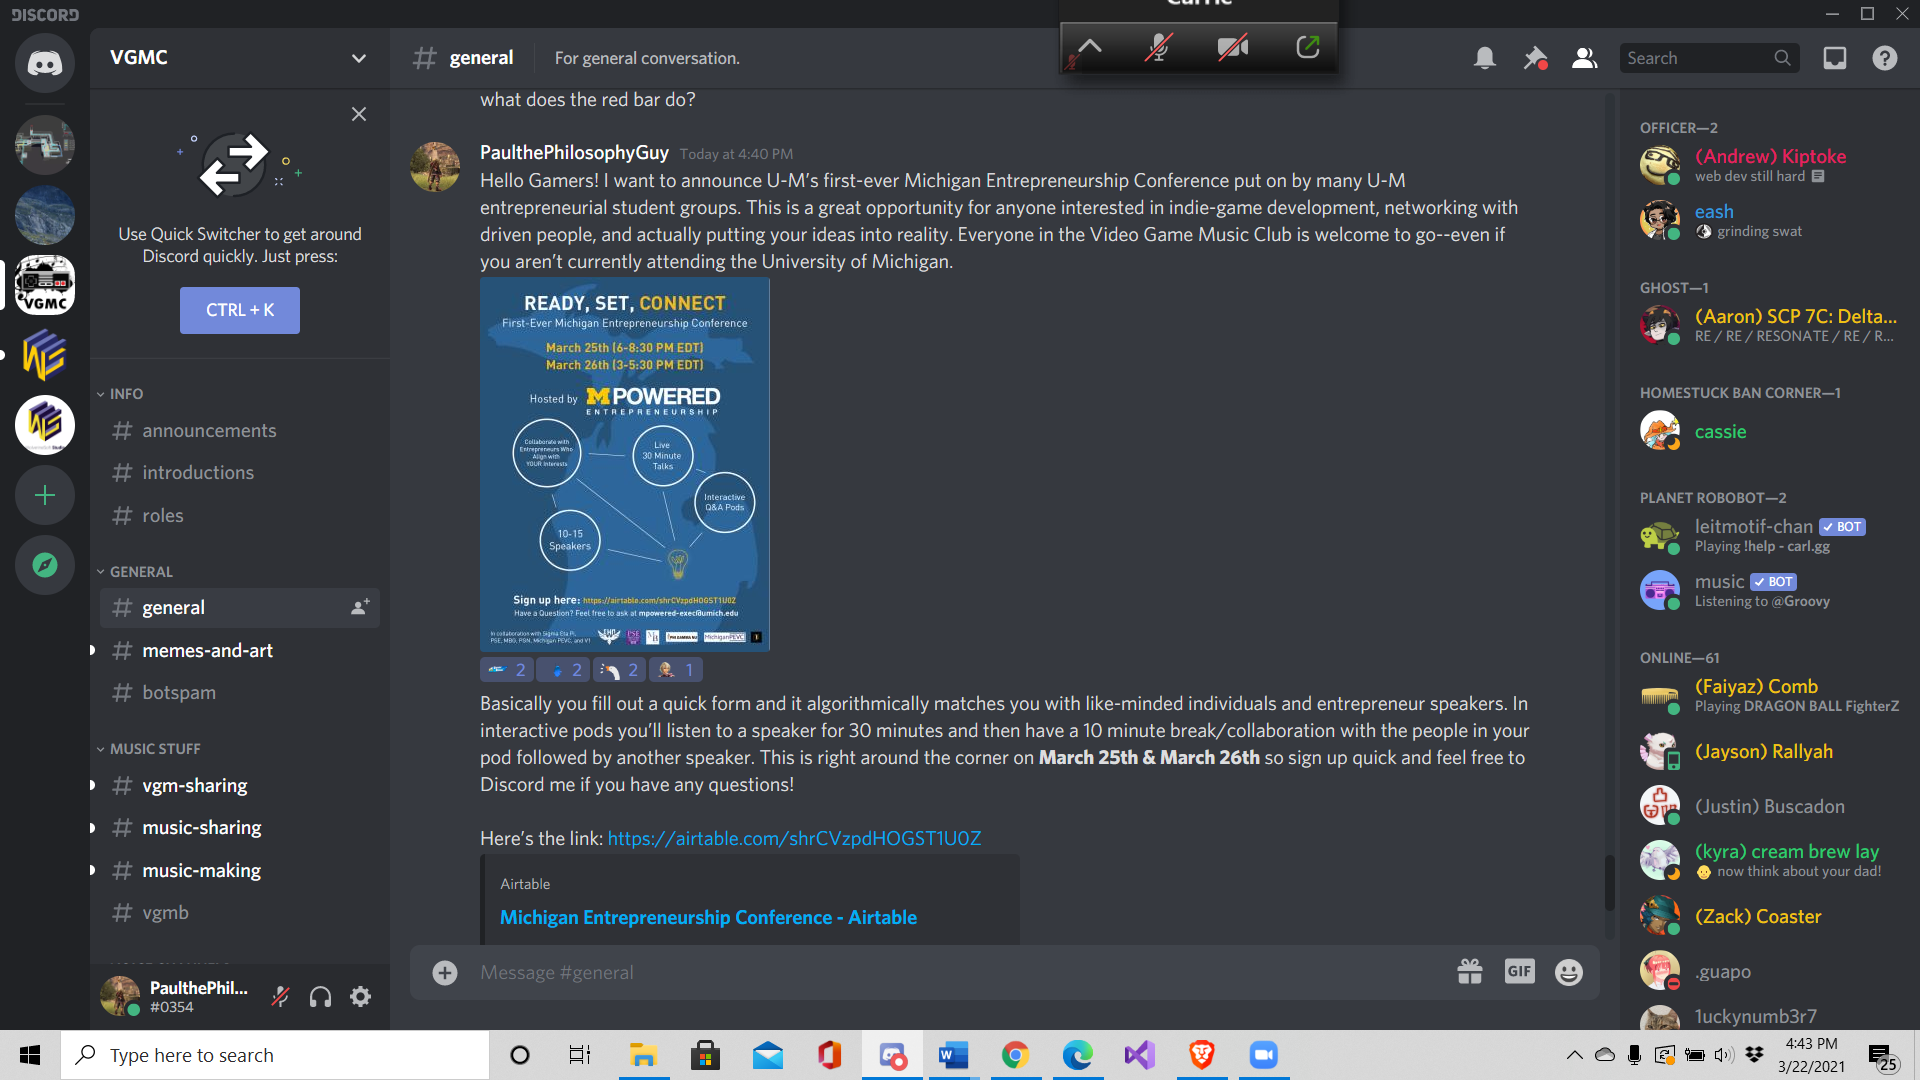 DISCORD
VGMC
Use Quick Switcher to get around
Discord quickly. Just press:
CTRL + K
INFO
announcements
introductions
roles
GENERAL
general
memes-and-art
botspam
MUSIC STUFF
vgm-sharing
music-sharing
music-making
vgmb
PaulthePhil...
#0354
general
For general conversation.
Search
what does the red bar do?
PaulthePhilosophyGuy Today at 4:40 PM
Hello Gamers! I want to announce U-M's first-ever Michigan Entrepreneurship Conference put on by many U-M
entrepreneurial student groups. This is a great opportunity for anyone interested in indie-game development, networking with
driven people, and actually putting your ideas into reality. Everyone in the Video Game Music Club is welcome to go--even if
you aren't currently attending the University of Michigan.
READY, SET, CONNECT
First-Ever Michigan Entrepreneurship Conference
March 25th (6-8:30 PM EDT)
March 26th (3-5:30 PM EDT)
Hosted by MPOWERED
ENTREPRENEURSHIP
Collaborate with
Entrepreneurs Who
Align with
YOUR Interests
Live
30 Minute
Talks
Interactive
Q&A Pods
10-15
Speakers
Sign up here: https://airtable.com/shrCVzpdHOGST1U0Z
Have a Question? Feel free to ask at mpowered-exec@umich.edu
In collaboration with Sigma Eta Pi,
PSE, MBG, PSN, Michigan PEVC, and V1
2 2 2 1
Basically you fill out a quick form and it algorithmically matches you with like-minded individuals and entrepreneur speakers. In
interactive pods you'll listen to a speaker for 30 minutes and then have a 10 minute break/collaboration with the people in your
pod followed by another speaker. This is right around the corner on March 25th & March 26th so sign up quick and feel free to
Discord me if you have any questions!
Here's the link: https://airtable.com/shrCVzpdHOGST1U0Z
Airtable
Michigan Entrepreneurship Conference - Airtable
Message #general
GIF
OFFICER—2
(Andrew) Kiptoke
web dev still hard
eash
grinding swat
GHOST—1
(Aaron) SCP 7C: Delta...
RE / RE / RESONATE / RE / R...
HOMESTUCK BAN CORNER—1
cassie
PLANET ROBOBOT—2
leitmotif-chan BOT
Playing !help - carl.gg
music BOT
Listening to @Groovy
ONLINE—61
(Faiyaz) Comb
Playing DRAGON BALL FighterZ
(Jayson) Rallyah
(Justin) Buscadon
(kyra) cream brew lay
now think about your dad!
(Zack) Coaster
.guapo
1uckynumb3r7
Type here to search
4:43 PM
3/22/2021
25